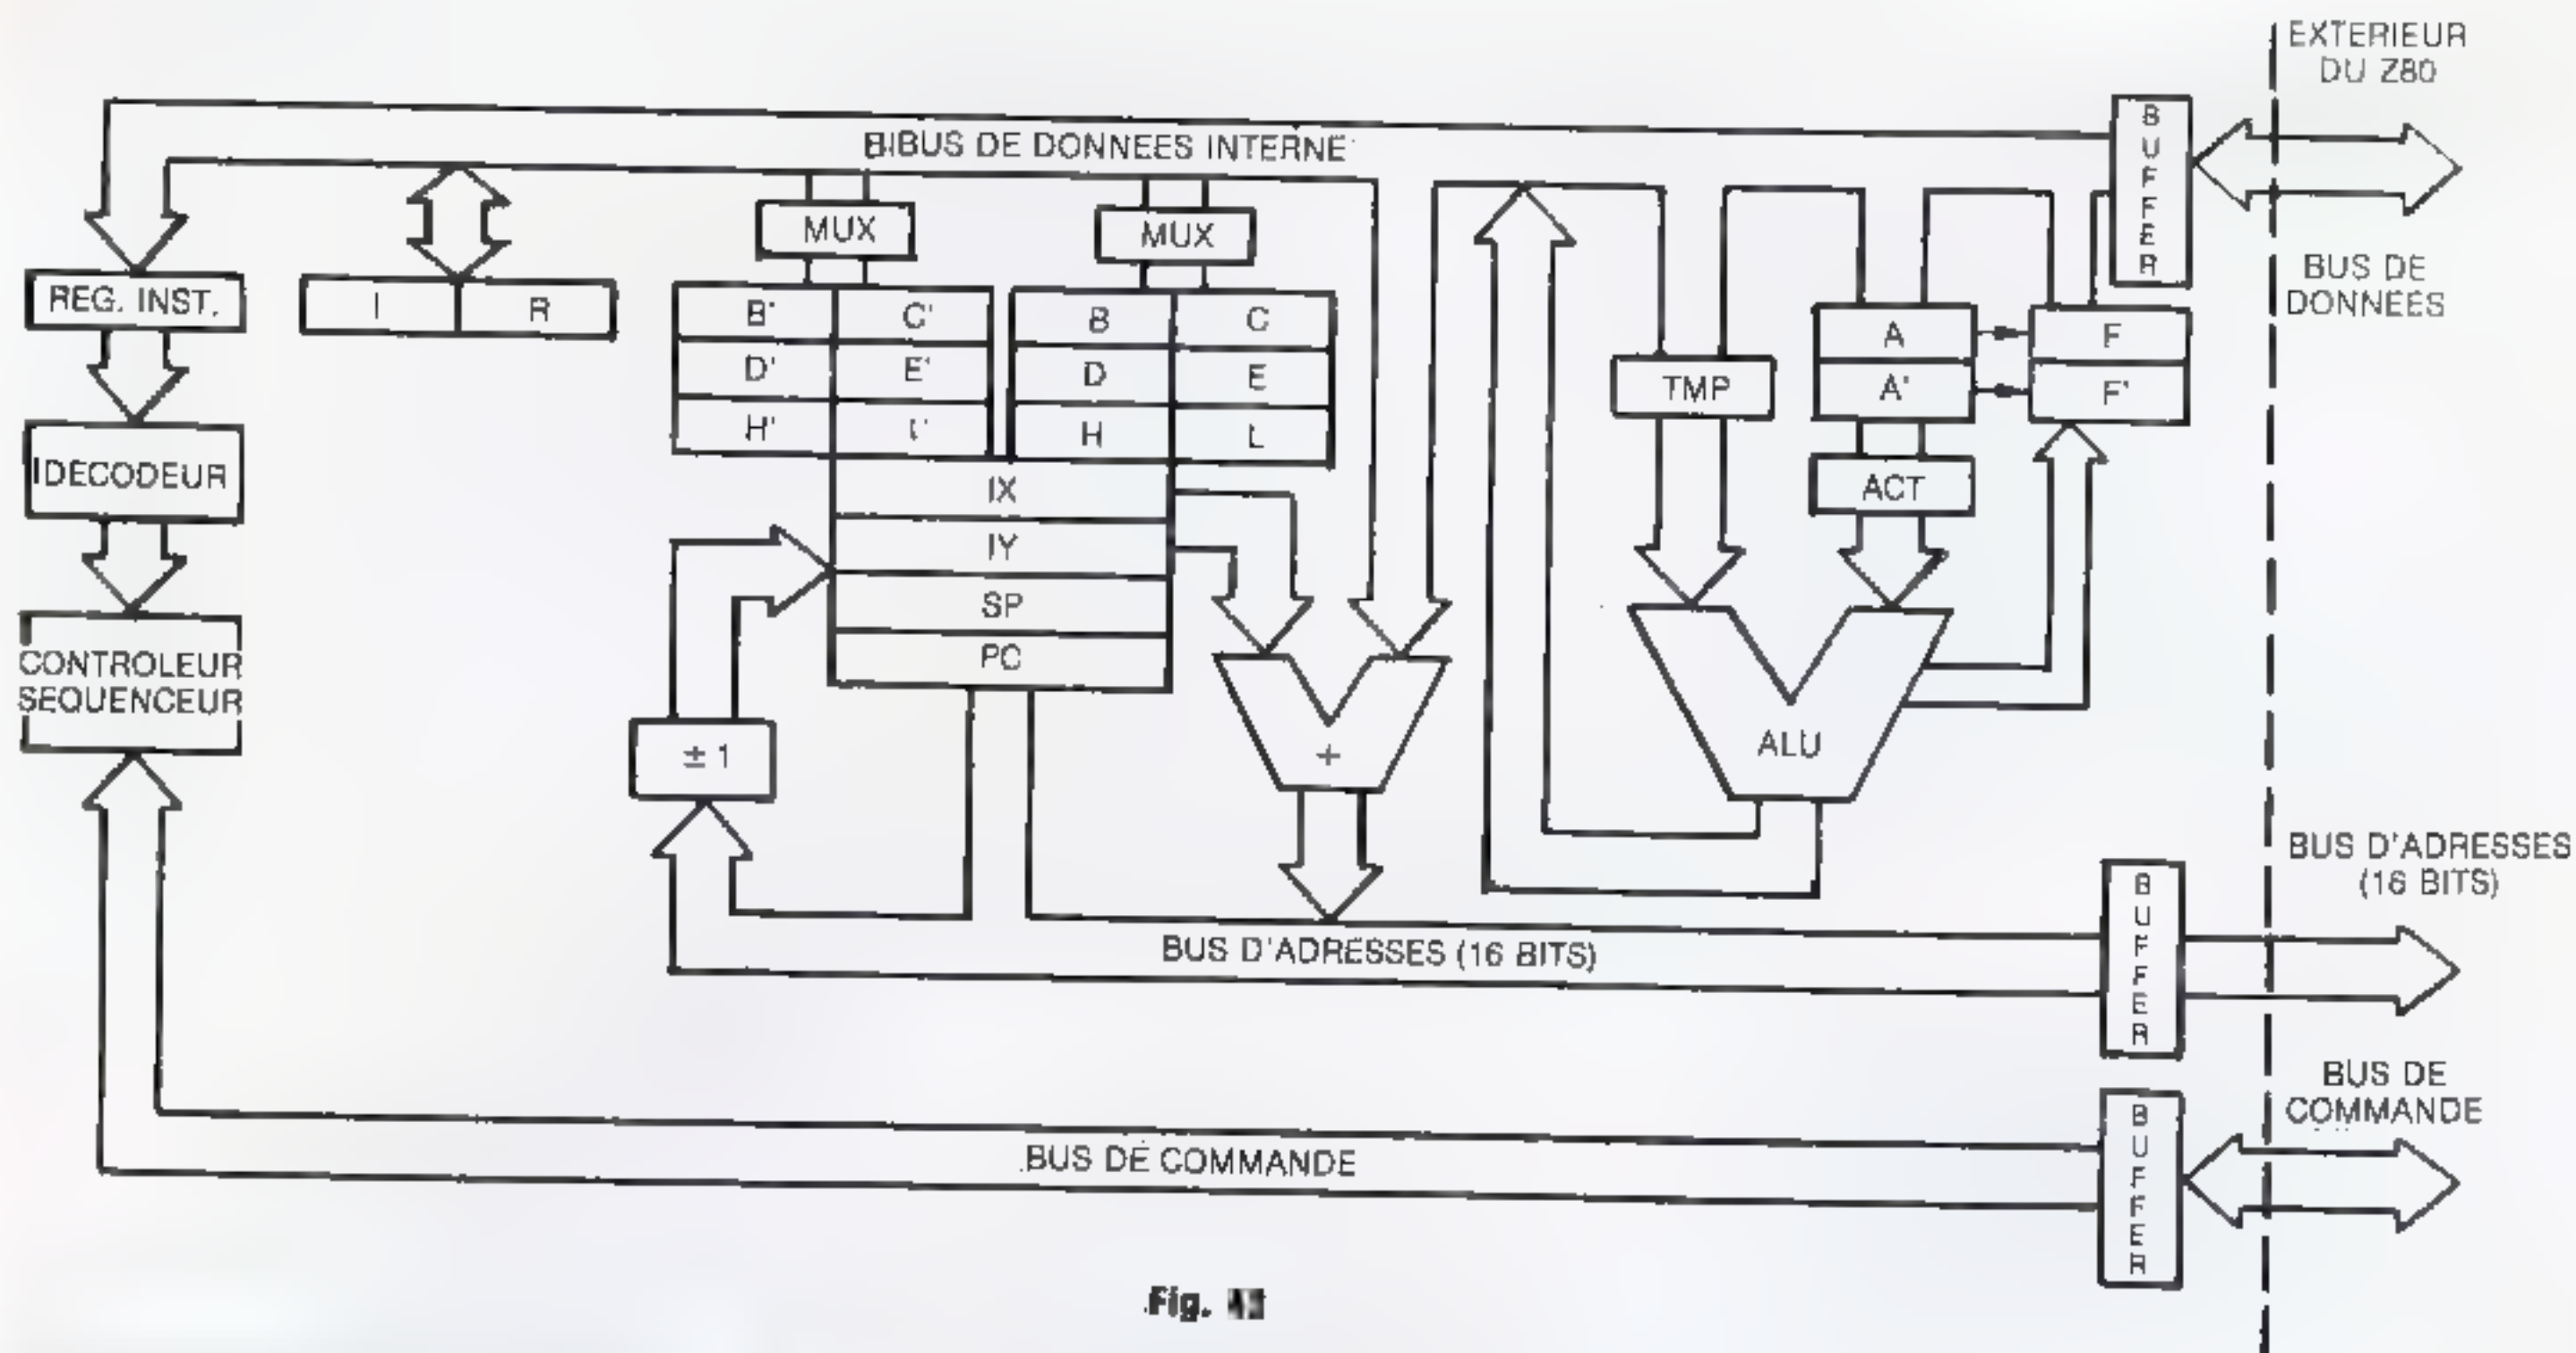 EXTERIEUR
DU Z80
BIBUS DE DONNEES INTERNE
BUFFER
MUX
MUX
BUS DE
DONNEES
REG. INST.
I
R
B'
C'
B
C
D'
E'
D
E
H'
H
L
IX
IY
SP
PC
TMP
A
F
A'
F'
ACT
DECODEUR
CONTROLEUR
SEQUENCEUR
± 1
+
ALU
BUS D'ADRESSES
(16 BITS)
BUFFER
BUS D'ADRESSES (16 BITS)
BUS DE
COMMANDE
BUFFER
BUS DE COMMANDE
Fig.